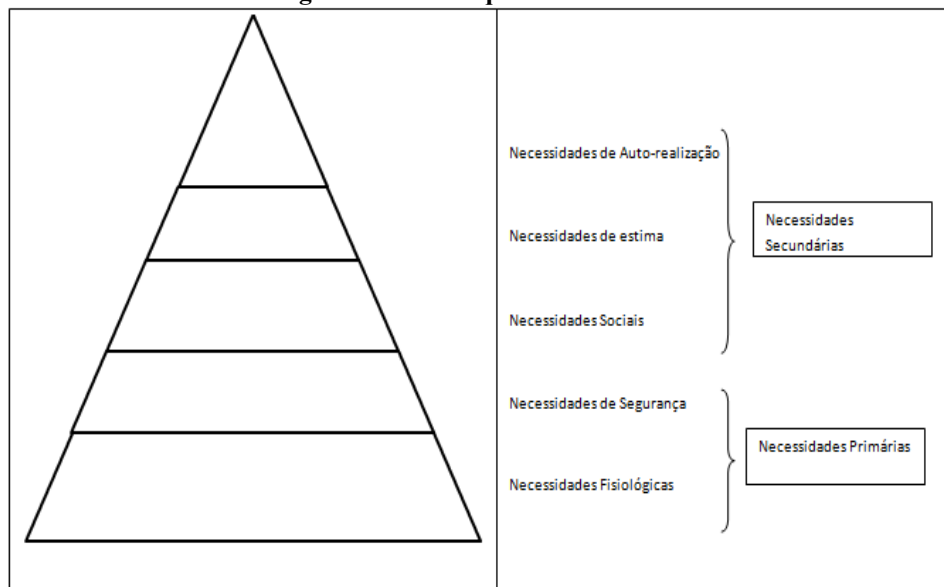 Necessidades de Auto-realização
Necessidades de estima
Necessidades Sociais
Necessidades
Secundárias
Necessidades de Segurança
Necessidades Fisiológicas
Necessidades Primárias